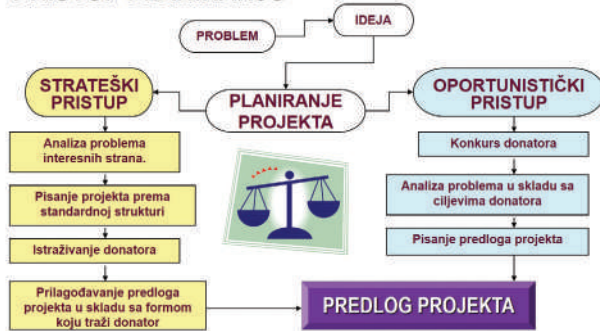 PROBLEM
IDEJA
PLANIRANJE
PROJEKTA
STRATEŠKI
PRISTUP
Analiza problema
interesnih strana.
Pisanje projekta prema
standardnoj strukturi
Istraživanje donatora
Prilagođavanje predloga
projekta u skladu sa formom
koju traži donator
OPORTUNISTIČKI
PRISTUP
Konkurs donatora
Analiza problema u skladu sa
ciljevima donatora
Pisanje predloga projekta
PREDLOG PROJEKTA